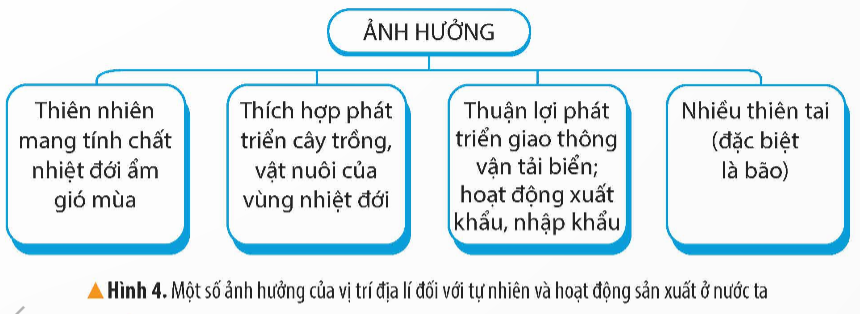 ẢNH HƯỞNG
Thiên nhiên
mang tính chất
nhiệt đới ẩm
gió mùa
Thích hợp phát
triển cây trồng,
vật nuôi của
vùng nhiệt đới
Thuận lợi phát
triển giao thông
vận tải biển;
hoạt động xuất
khẩu, nhập khẩu
Nhiều thiên tai
(đặc biệt
là bão)
▲ Hình 4. Một số ảnh hưởng của vị trí địa lí đối với tự nhiên và hoạt động sản xuất ở nước ta